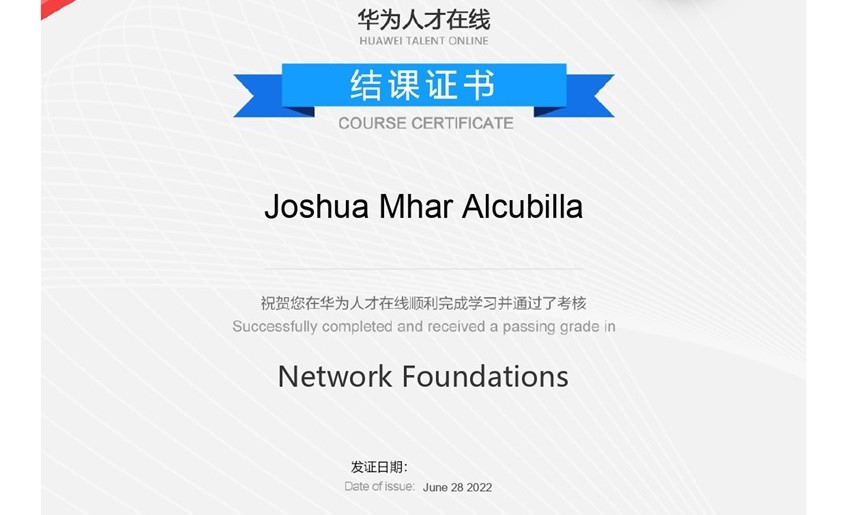 华为人才在线
HUAWEI TALENT ONLINE
结课证书
COURSE CERTIFICATE
Joshua Mhar Alcubilla
祝贺您在华为人才在线顺利完成学习并通过了考核
Successfully completed and received a passing grade in
Network Foundations
发证日期：
Date of issue: June 28 2022